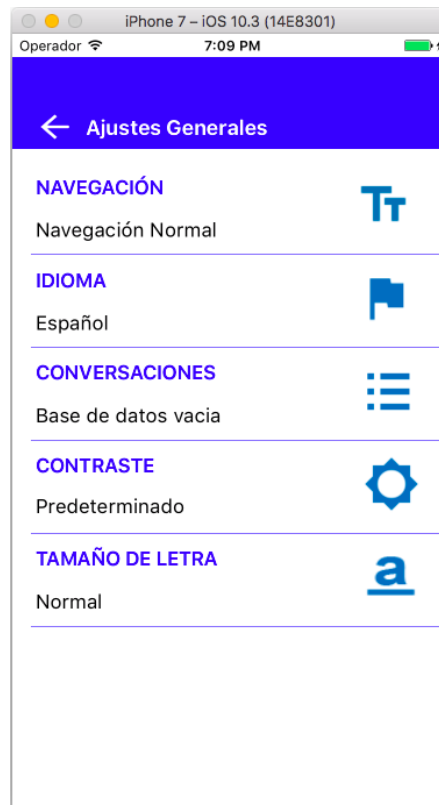 iPhone 7 – iOS 10.3 (14E8301)
Operador 7:09 PM
Ajustes Generales
NAVEGACIÓN
Navegación Normal
IDIOMA
Español
CONVERSACIONES
Base de datos vacia
CONTRASTE
Predeterminado
TAMAÑO DE LETRA
Normal